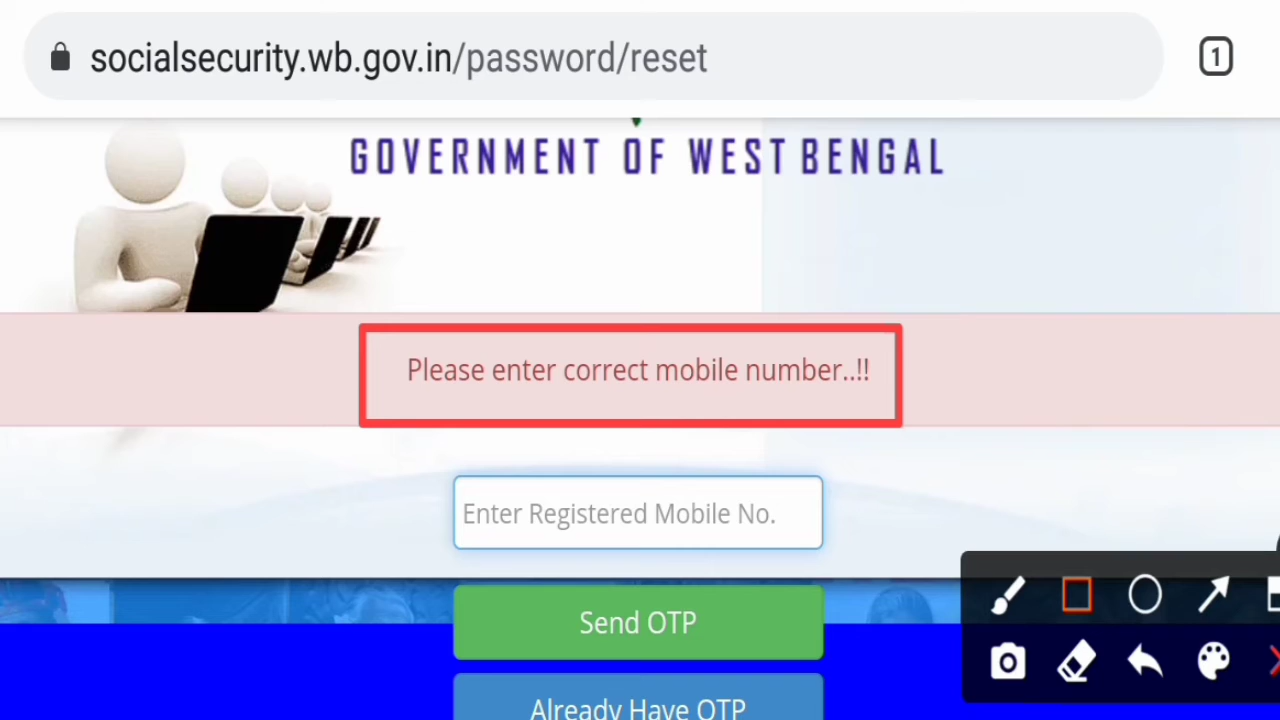 socialsecurity.wb.gov.in/password/reset
1
GOVERNMENT OF WEST BENGAL
Please enter correct mobile number..!!
Enter Registered Mobile No.
Send OTP
Already Have OTP